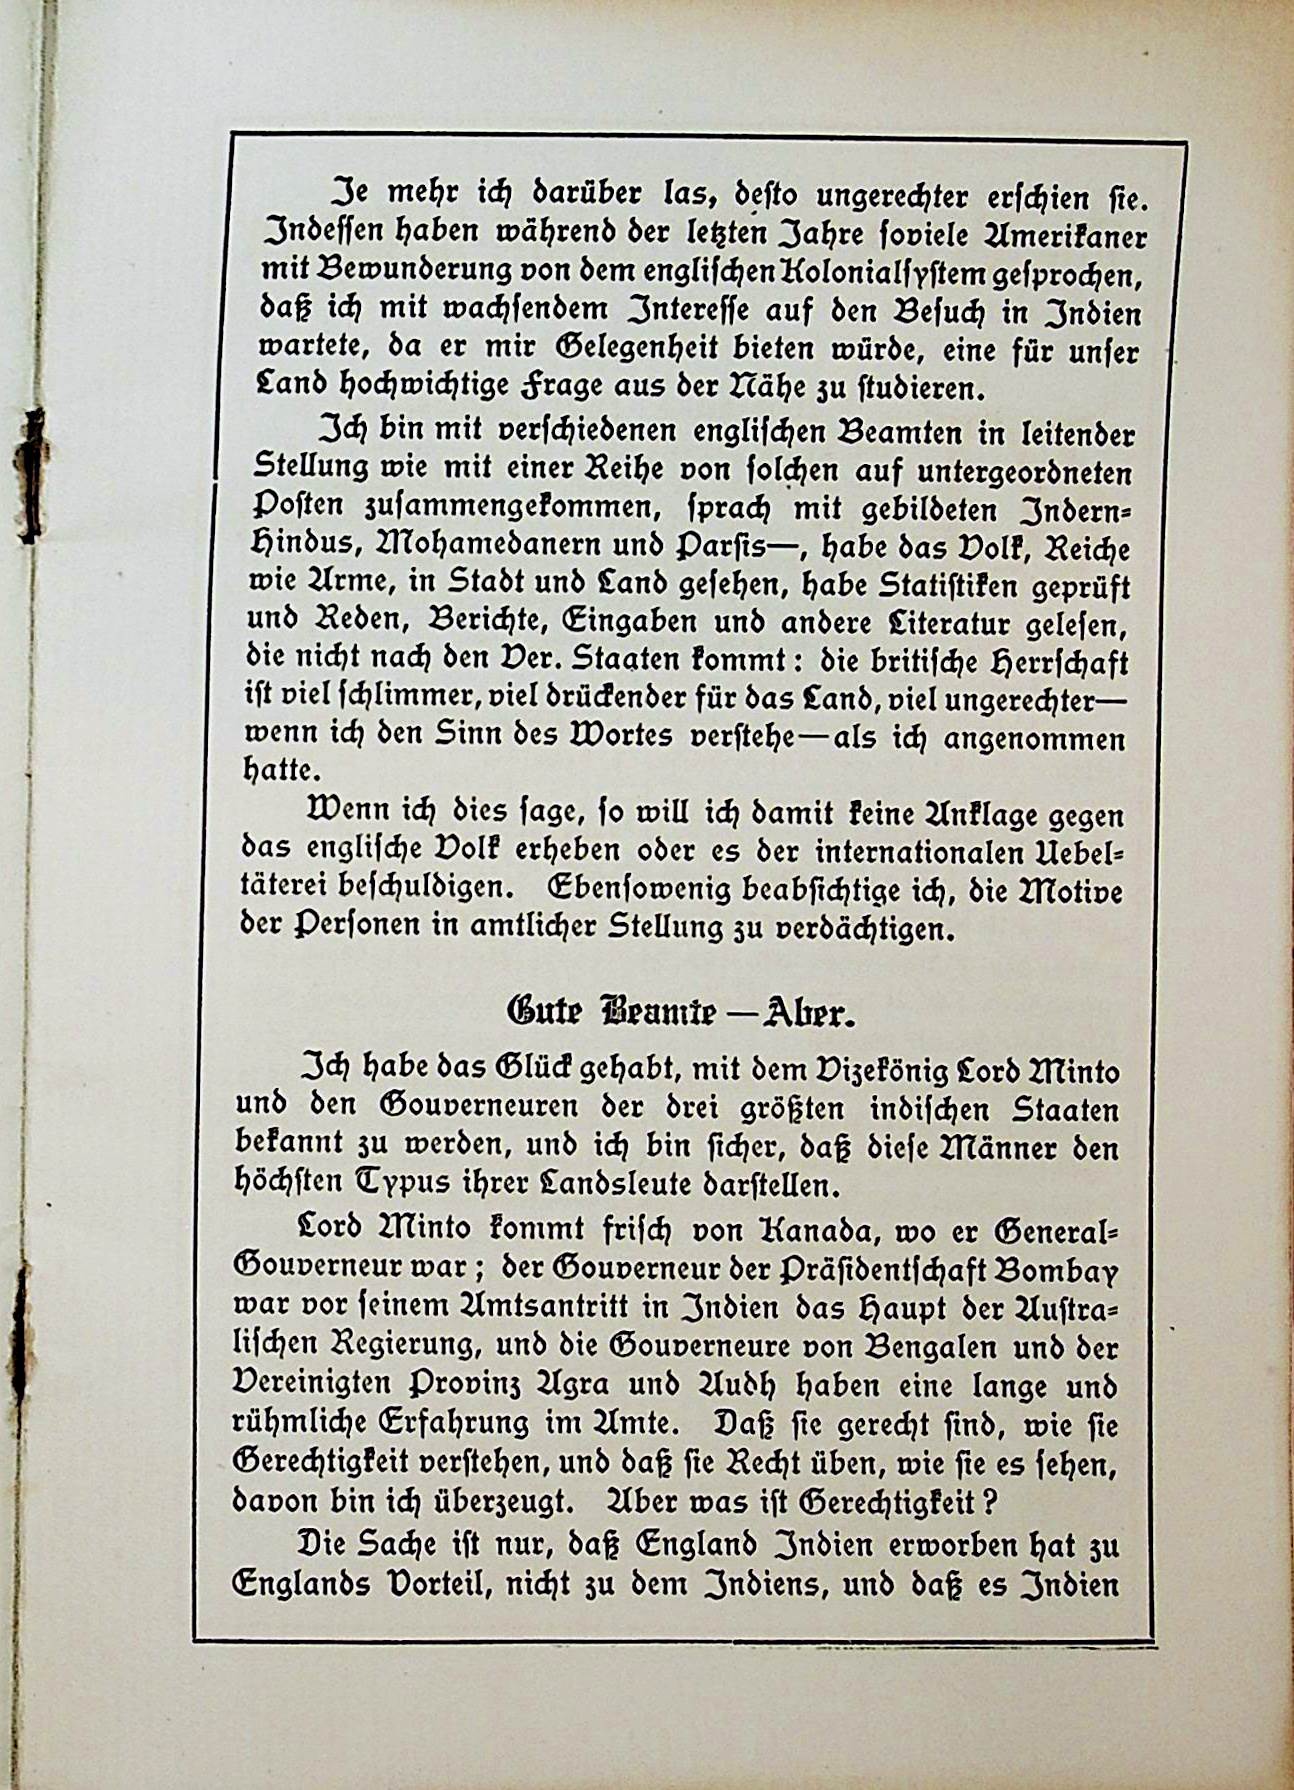 Je mehr ich darüber las, desto ungerechter erschien sie.
Indessen haben während der letzten Jahre soviele Amerikaner
mit Bewunderung von dem englischen Kolonialsystem gesprochen,
daß ich mit wachsendem Interesse auf den Besuch in Indien
wartete, da er mir Gelegenheit bieten würde, eine für unser
Land hochwichtige Frage aus der Nähe zu studieren.
Ich bin mit verschiedenen englischen Beamten in leitender
Stellung wie mit einer Reihe von solchen auf untergeordneten
Posten zusammengekommen, sprach mit gebildeten Indern-
Hindus, Mohamedanern und Parsis—, habe das Volk, Reiche
wie Arme, in Stadt und Land gesehen, habe Statistiken geprüft
und Reden, Berichte, Eingaben und andere Literatur gelesen,
die nicht nach den Ver. Staaten kommt: die britische Herrschaft
ist viel schlimmer, viel drückender für das Land, viel ungerechter—
wenn ich den Sinn des Wortes verstehe—als ich angenommen
hatte.
Wenn ich dies sage, so will ich damit keine Anklage gegen
das englische Volk erheben oder es der internationalen Uebel-
täterei beschuldigen. Ebensowenig beabsichtige ich, die Motive
der Personen in amtlicher Stellung zu verdächtigen.
Gute Beamte — Aber.
Ich habe das Glück gehabt, mit dem Vizekönig Lord Minto
und den Gouverneuren der drei größten indischen Staaten
bekannt zu werden, und ich bin sicher, daß diese Männer den
höchsten Typus ihrer Landsleute darstellen.
Lord Minto kommt frisch von Kanada, wo er General-
Gouverneur war; der Gouverneur der Präsidentschaft Bombay
war vor seinem Amtsantritt in Indien das Haupt der Austra-
lischen Regierung, und die Gouverneure von Bengalen und der
Vereinigten Provinz Agra und Audh haben eine lange und
rühmliche Erfahrung im Amte. Daß sie gerecht sind, wie sie
Gerechtigkeit verstehen, und daß sie Recht üben, wie sie es sehen,
davon bin ich überzeugt. Aber was ist Gerechtigkeit?
Die Sache ist nur, daß England Indien erworben hat zu
Englands Vorteil, nicht zu dem Indiens, und daß es Indien